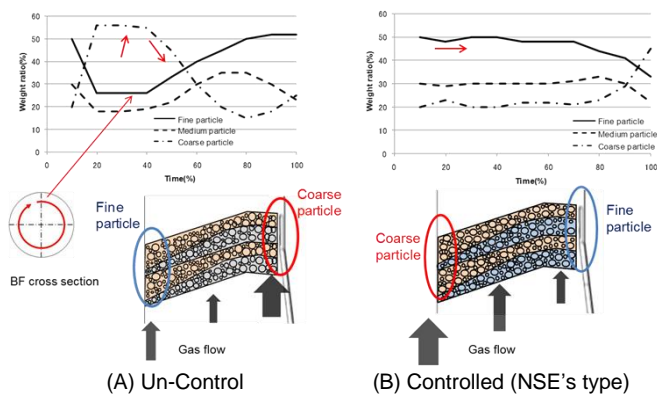 (A)
60
50
40
30
20
10
0
Weight ratio(%)
Fine particle
Medium particle
Coarse particle
0
20
40
60
80
100
Time(%)
(B)
60
50
40
30
20
10
0
Weight ratio(%)
Fine particle
Medium particle
Coarse particle
0
20
40
60
80
100
Time(%)
BF cross section
Fine
particle
Coarse
particle
Gas flow
Coarse
particle
Fine
particle
Gas flow
(A) Un-Control
(B) Controlled (NSE's type)